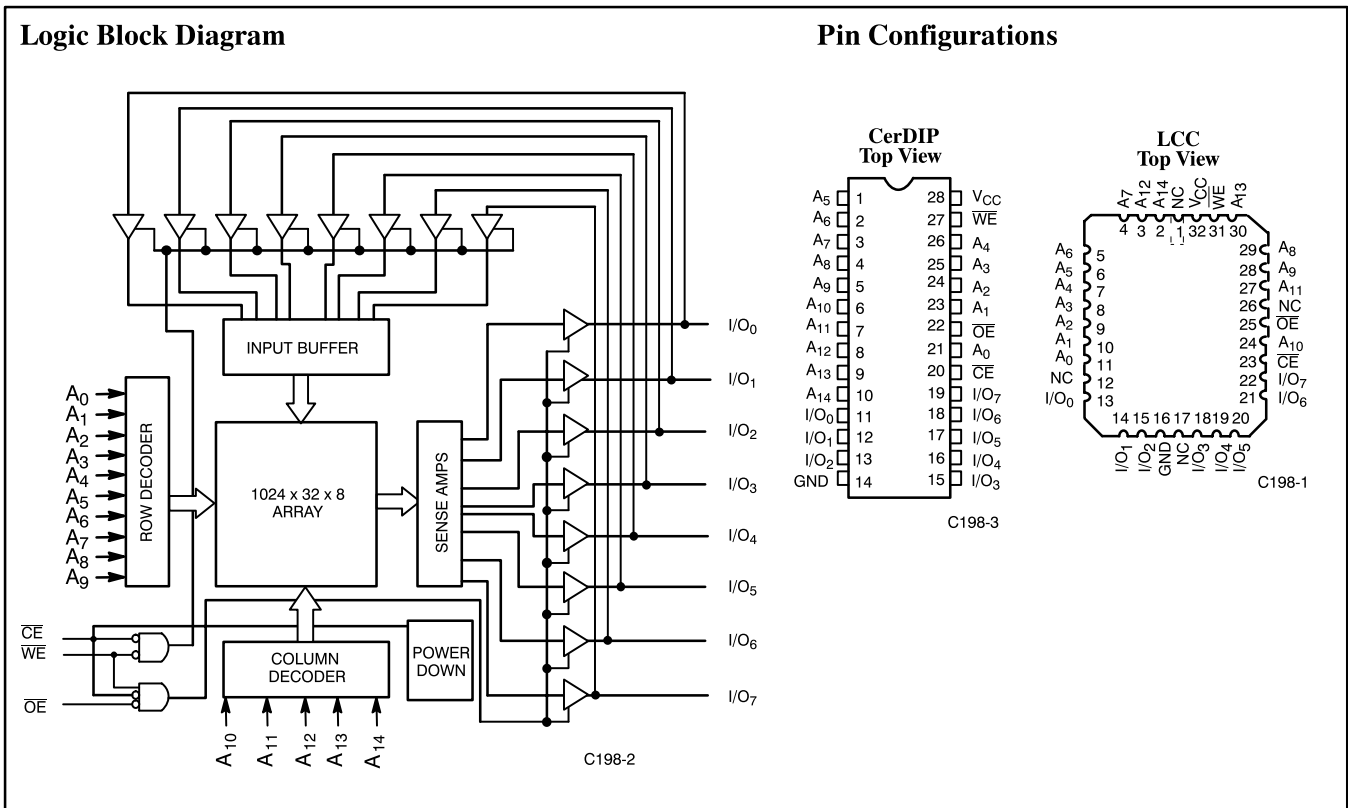 Logic Block Diagram
Pin Configurations
INPUT BUFFER
A0
A1
A2
A3
A4
A5
A6
A7
A8
A9
ROW DECODER
1024 x 32 x 8
ARRAY
SENSE AMPS
I/O0
I/O1
I/O2
I/O3
I/O4
I/O5
I/O6
I/O7
CE
WE
OE
COLUMN
DECODER
POWER
DOWN
A10
A11
A12
A13
A14
C198-2
CerDIP
Top View
A5 1 28 VCC
A6 2 27 WE
A7 3 26 A4
A8 4 25 A3
A9 5 24 A2
A10 6 23 A1
A11 7 22 OE
A12 8 21 A0
A13 9 20 CE
A14 10 19 I/O7
I/O0 11 18 I/O6
I/O1 12 17 I/O5
I/O2 13 16 I/O4
GND 14 15 I/O3
C198-3
LCC
Top View
A7 A12 A14 NC VCC WE A13
4 3 2 1 32 31 30
A6 5 29 A8
A5 6 28 A9
A4 7 27 A11
A3 8 26 NC
A2 9 25 OE
A1 10 24 A10
A0 11 23 CE
NC 12 22 I/O7
I/O0 13 21 I/O6
14 15 16 17 18 19 20
I/O1 I/O2 GND NC I/O3 I/O4 I/O5
C198-1